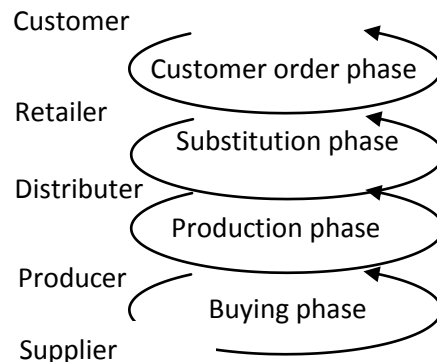 Customer
Customer order phase
Retailer
Substitution phase
Distributer
Production phase
Producer
Buying phase
Supplier